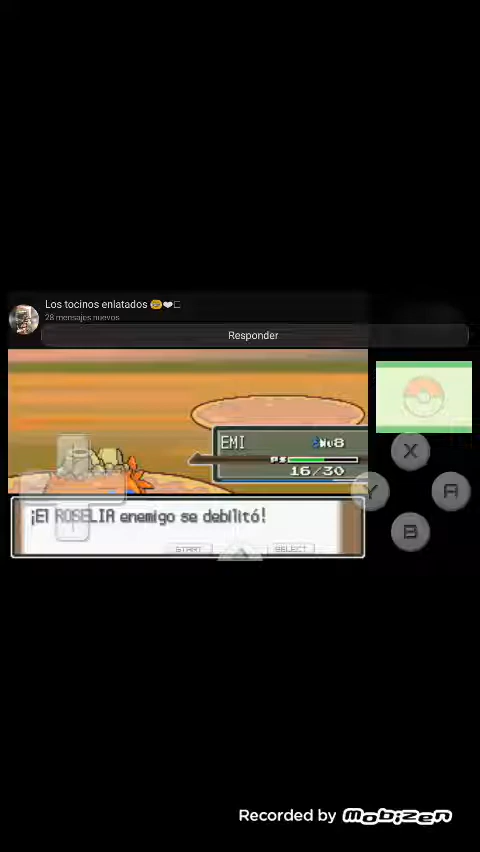 Los tocinos enlatados 🤓❤️□
28 mensajes nuevos
Responder
EMI Nv8
PS
16/30
¡El ROSELIA enemigo se debilitó!
START SELECT
X
Y A
B
Recorded by Mobizen